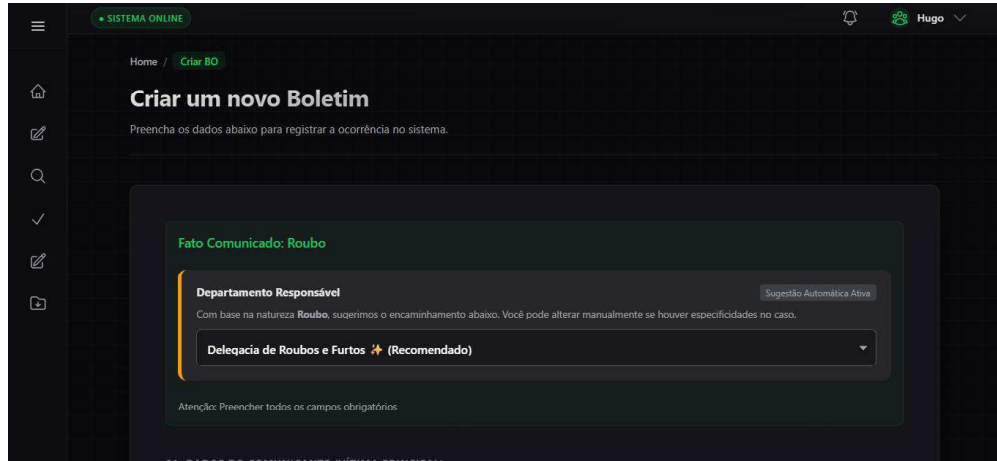 • SISTEMA ONLINE
Hugo
Home / Criar BO
Criar um novo Boletim
Preencha os dados abaixo para registrar a ocorrência no sistema.
Fato Comunicado: Roubo
Departamento Responsável
Sugestão Automática Ativa
Com base na natureza Roubo, sugerimos o encaminhamento abaixo. Você pode alterar manualmente se houver especificidades no caso.
Delegacia de Roubos e Furtos ✨ (Recomendado)
Atenção: Preencher todos os campos obrigatórios